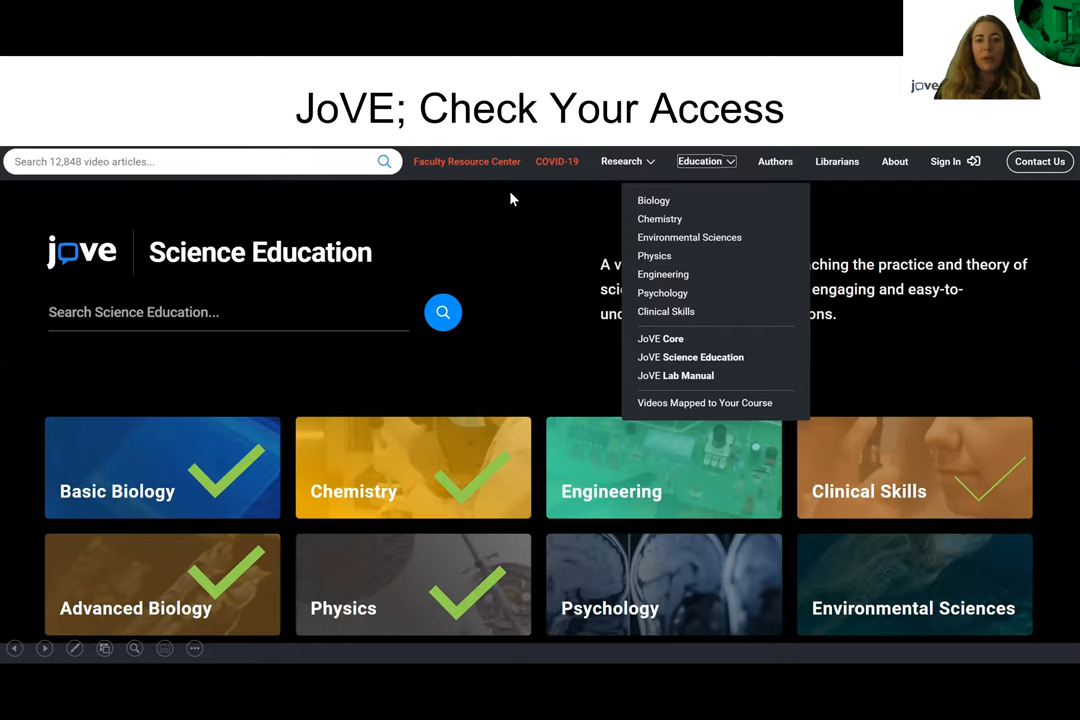 jove
JoVE; Check Your Access
Search 12,848 video articles...
Faculty Resource Center
COVID-19
Research
Education
Authors
Librarians
About
Sign In
Contact Us
Biology
Chemistry
Environmental Sciences
Physics
Engineering
Psychology
Clinical Skills
JoVE Core
JoVE Science Education
JoVE Lab Manual
Videos Mapped to Your Course
jove
Science Education
Search Science Education...
A v
ching the practice and theory of
sci
engaging and easy-to-
ons.
Basic Biology
Chemistry
Engineering
Clinical Skills
Advanced Biology
Physics
Psychology
Environmental Sciences